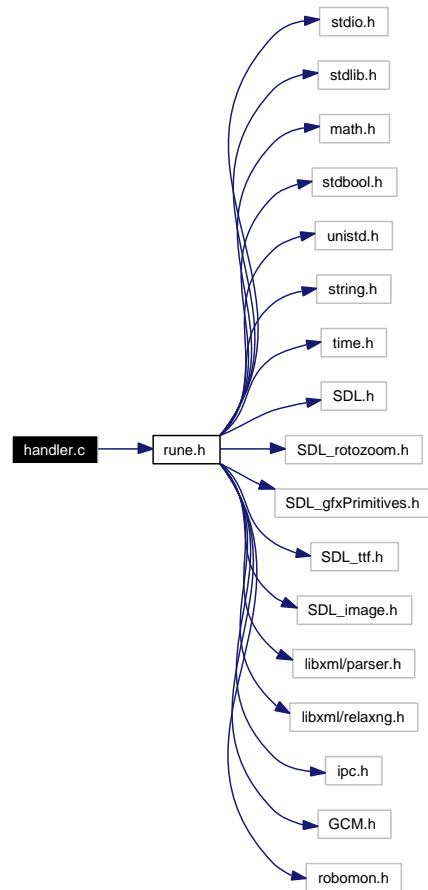 stdio.h
stdlib.h
math.h
stdbool.h
unistd.h
string.h
time.h
SDL.h
handler.c
rune.h
SDL_rotozoom.h
SDL_gfxPrimitives.h
SDL_ttf.h
SDL_image.h
libxml/parser.h
libxml/relaxng.h
ipc.h
GCM.h
robomon.h